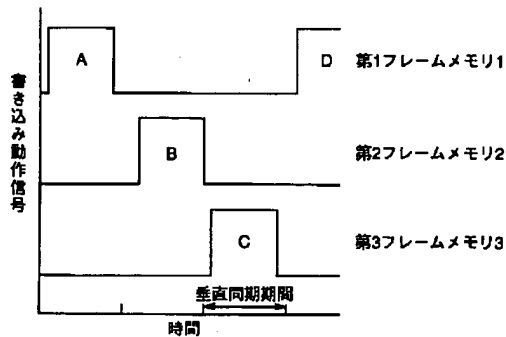 書き込み動作信号
A
D
第1フレームメモリ1
B
第2フレームメモリ2
C
第3フレームメモリ3
垂直同期期間
時間